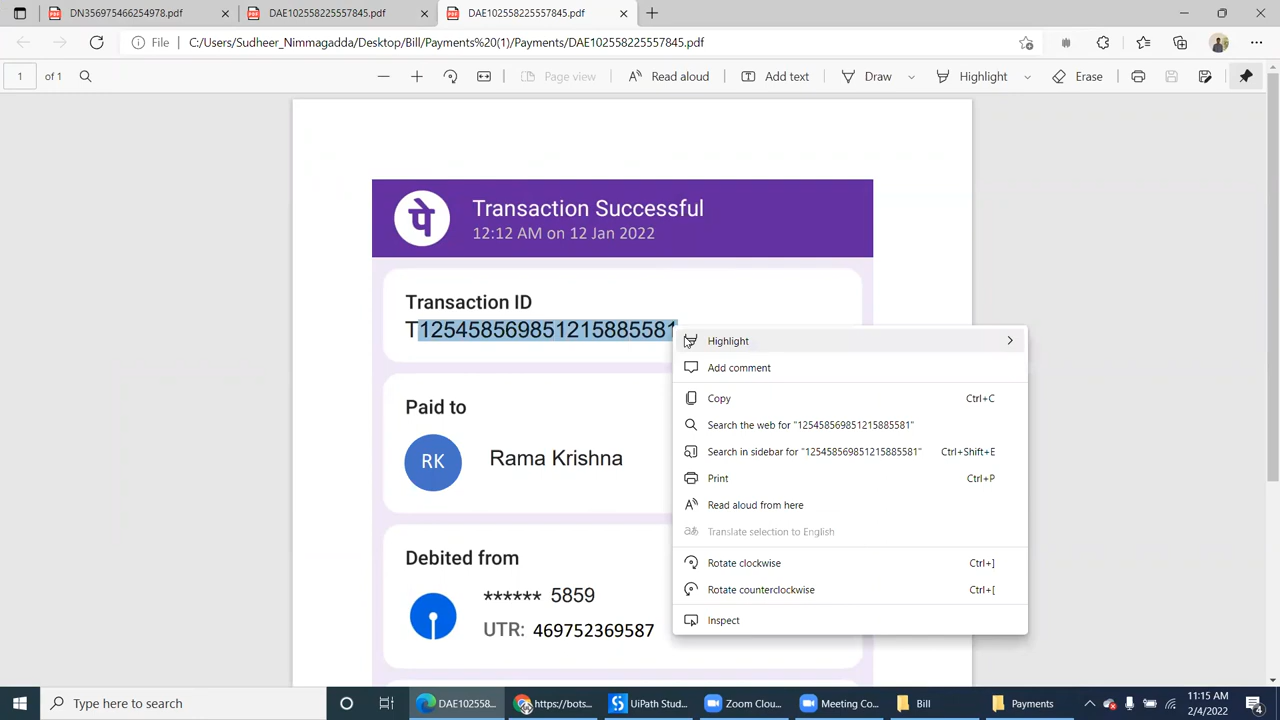 DN356975466254978.pdf
DAE102558225557845.pdf
DAE102558225557845.pdf
File
C:/Users/Sudheer_Nimmagadda/Desktop/Bill/Payments%20(1)/Payments/DAE102558225557845.pdf
1 of 1
Page view
Read aloud
Add text
Draw
Highlight
Erase
पे
Transaction Successful
12:12 AM on 12 Jan 2022
Transaction ID
T125458569851215885581
Paid to
RK
Rama Krishna
Debited from
****** 5859
UTR: 469752369587
Highlight
Add comment
Copy Ctrl+C
Search the web for "125458569851215885581"
Search in sidebar for "125458569851215885581" Ctrl+Shift+E
Print Ctrl+P
Read aloud from here
Translate selection to English
Rotate clockwise Ctrl+]
Rotate counterclockwise Ctrl+[
Inspect
Type here to search
DAE102558...
https://bots...
UiPath Stud...
Zoom Clou...
Meeting Co...
Bill
Payments
11:15 AM
2/4/2022
4